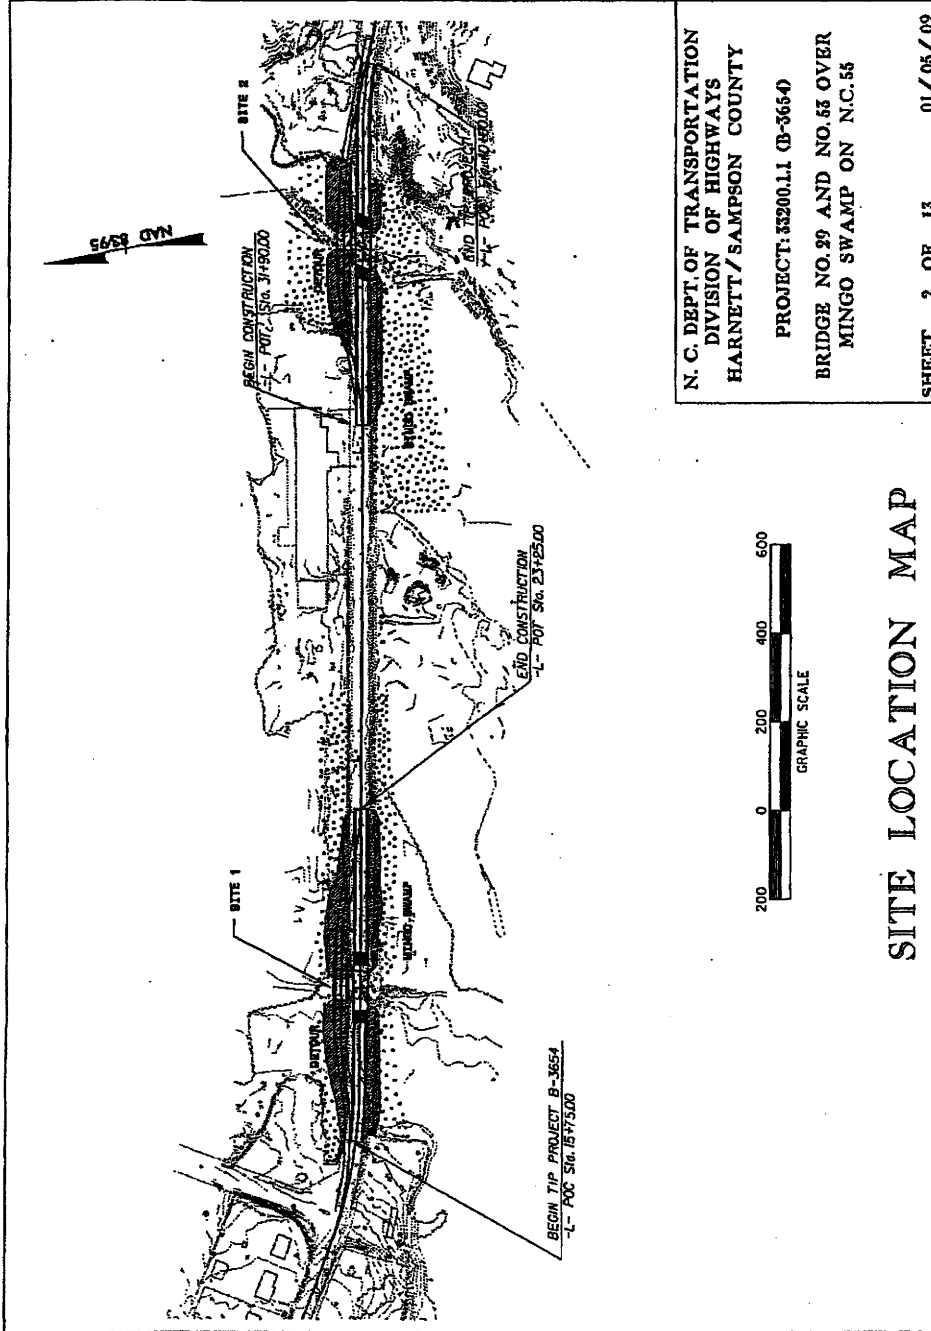 SITE 2
NAD 83/95
BEGIN CONSTRUCTION
-L- POT Sta. 31+90.00
DETOUR
END TIP PROJECT
MINGO SWAMP
END CONSTRUCTION
-L- POT Sta. 23+25.00
SITE 1
DETOUR
MINGO SWAMP
BEGIN TIP PROJECT B-3654
-L- POC Sta. 15+75.00
200 0 200 400 600
GRAPHIC SCALE
SITE LOCATION MAP
N. C. DEPT. OF TRANSPORTATION
DIVISION OF HIGHWAYS
HARNETT/SAMPSON COUNTY
PROJECT: 33200.1.1 (B-3654)
BRIDGE NO. 29 AND NO. 53 OVER
MINGO SWAMP ON N.C. 55
SHEET 2 OF 13 01/05/09